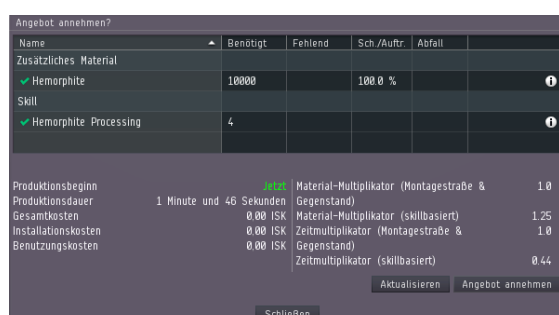 Angebot annehmen?
Name Benötigt Fehlend Sch./Auftr. Abfall
Zusätzliches Material
Hemorphite 10000 100.0 %
Skill
Hemorphite Processing 4
Produktionsbeginn Jetzt
Produktionsdauer 1 Minute und 46 Sekunden
Gesamtkosten 0.00 ISK
Installationskosten 0.00 ISK
Benutzungskosten 0.00 ISK
Material-Multiplikator (Montagestraße & 1.0
Gegenstand)
Material-Multiplikator (skillbasiert) 1.25
Zeitmultiplikator (Montagestraße & 1.0
Gegenstand)
Zeitmultiplikator (skillbasiert) 0.44
Aktualisieren Angebot annehmen
Schließen